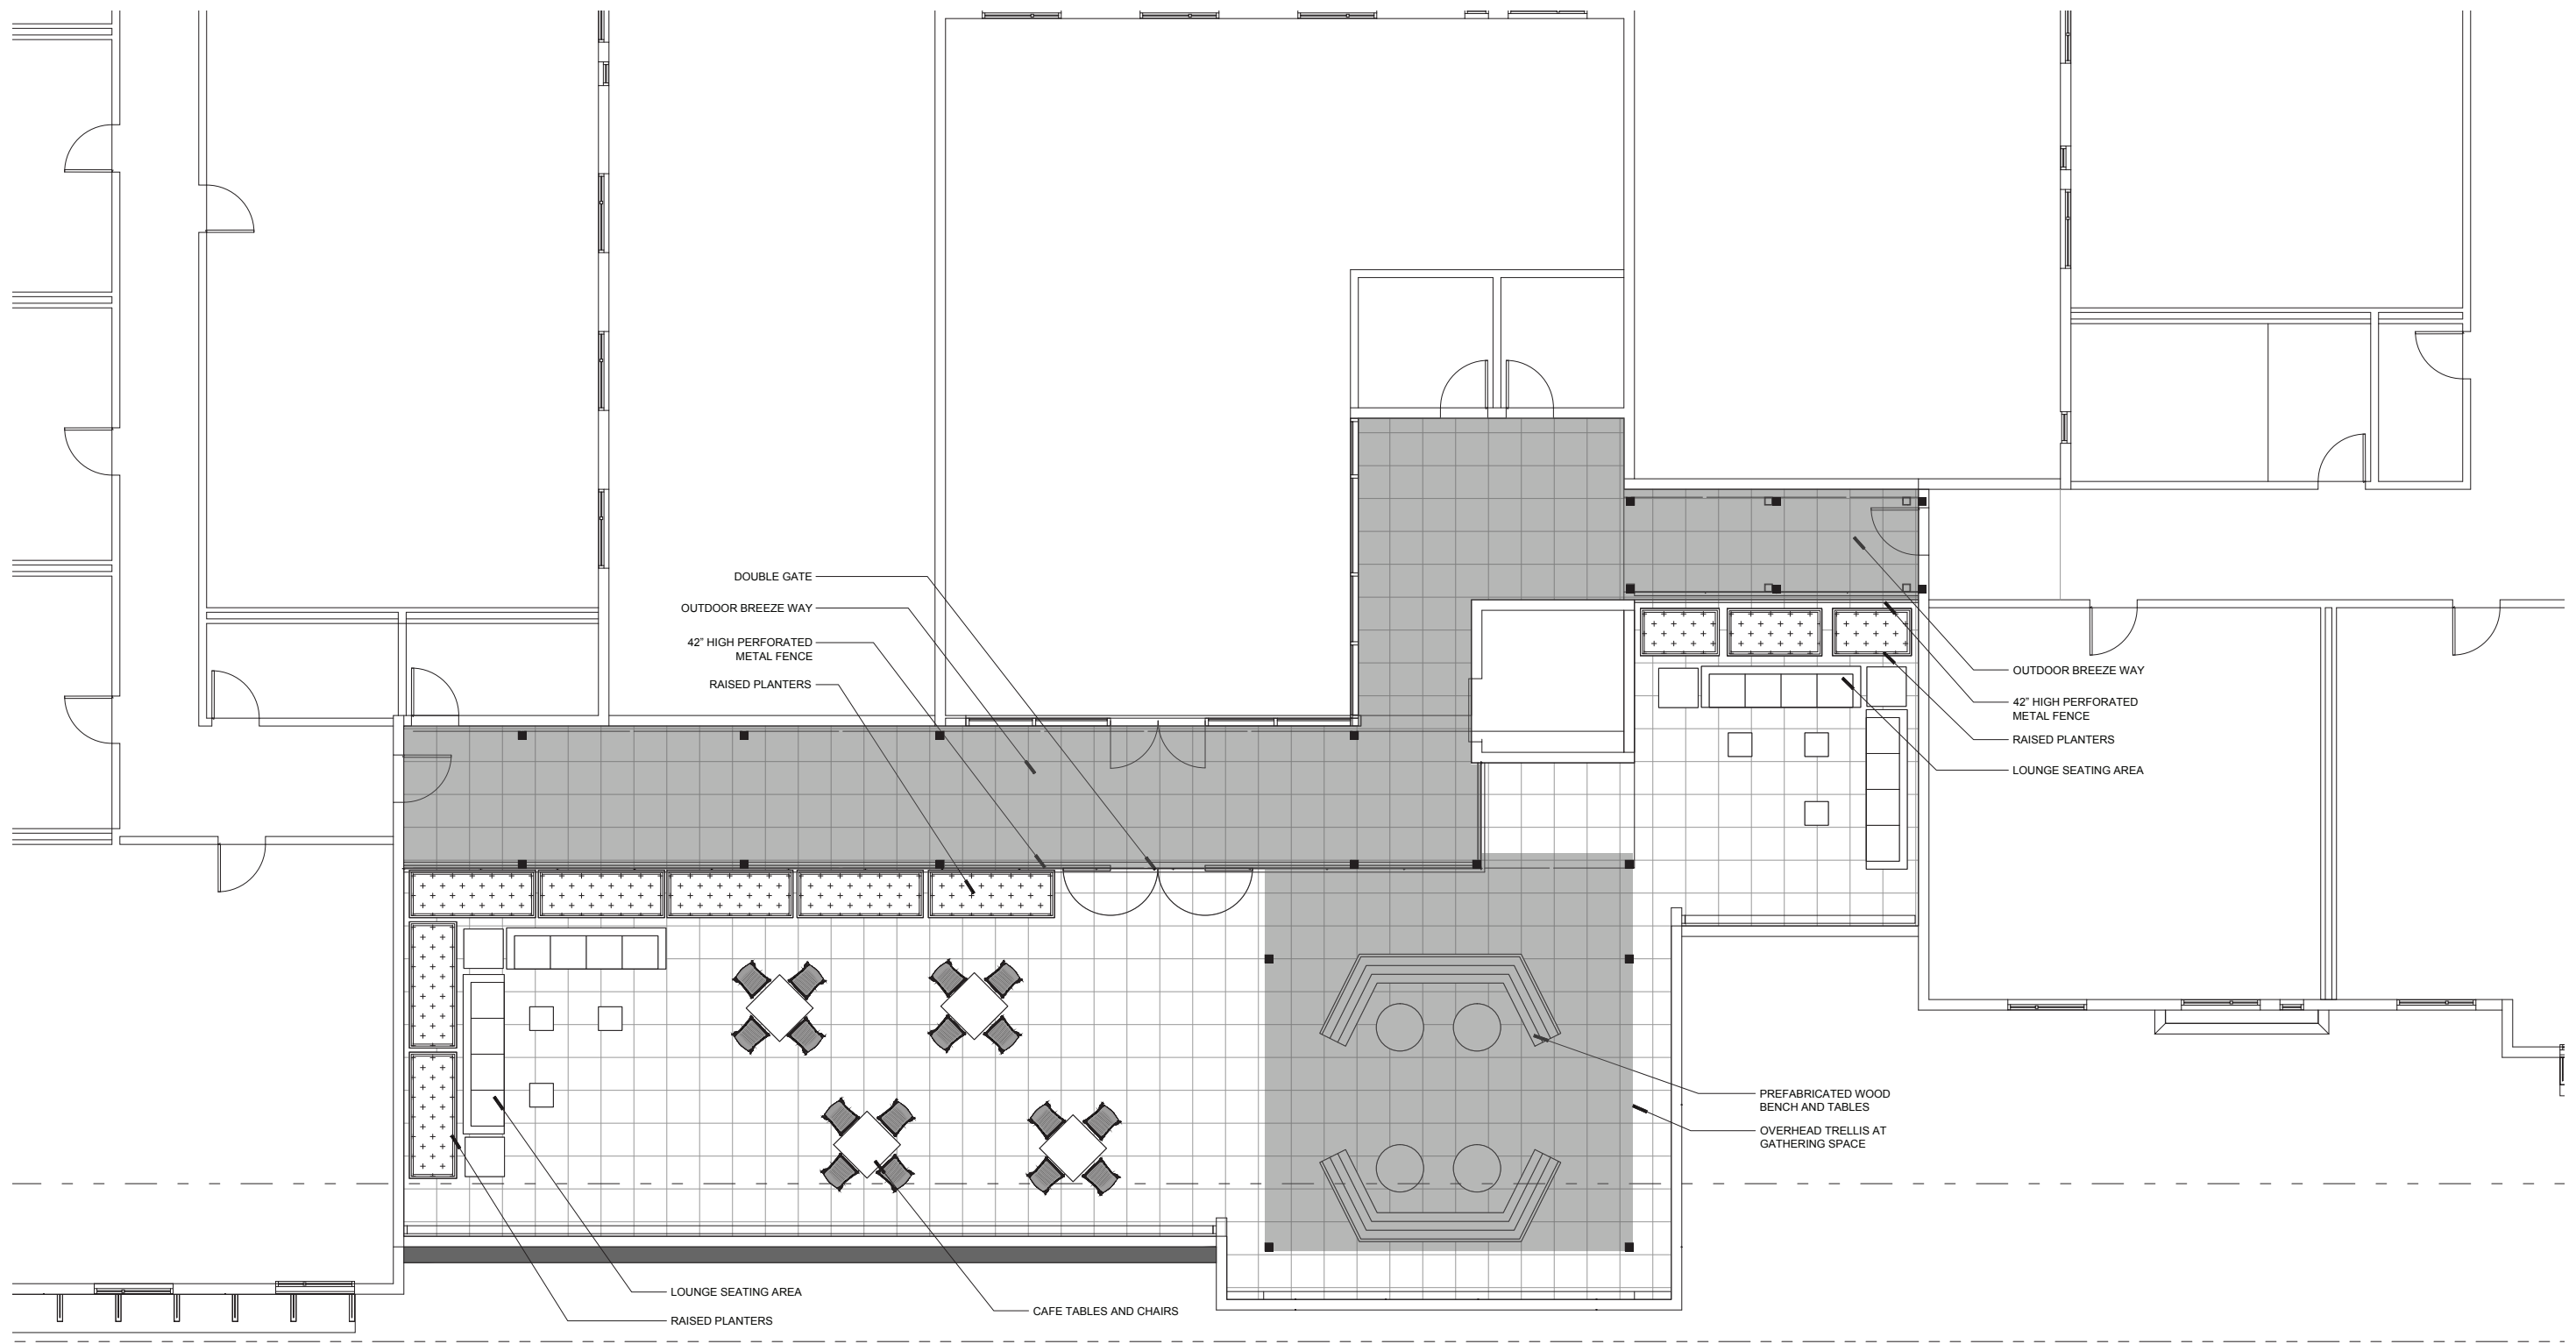 DOUBLE GATE
OUTDOOR BREEZE WAY
42" HIGH PERFORATED
METAL FENCE
RAISED PLANTERS
OUTDOOR BREEZE WAY
42" HIGH PERFORATED
METAL FENCE
RAISED PLANTERS
LOUNGE SEATING AREA
PREFABRICATED WOOD
BENCH AND TABLES
OVERHEAD TRELLIS AT
GATHERING SPACE
LOUNGE SEATING AREA
RAISED PLANTERS
CAFE TABLES AND CHAIRS